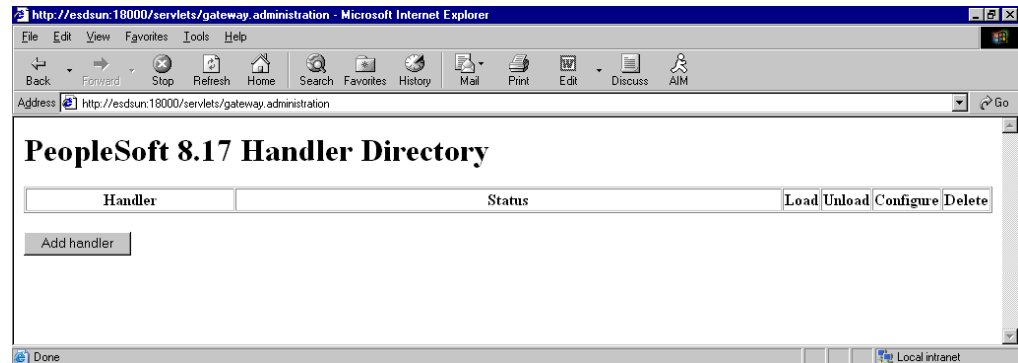 http://esdsun:18000/servlets/gateway.administration - Microsoft Internet Explorer
File Edit View Favorites Tools Help
Back Forward Stop Refresh Home Search Favorites History Mail Print Edit Discuss AIM
Address http://esdsun:18000/servlets/gateway.administration Go
PeopleSoft 8.17 Handler Directory
Handler Status Load Unload Configure Delete
Add handler
Done Local intranet